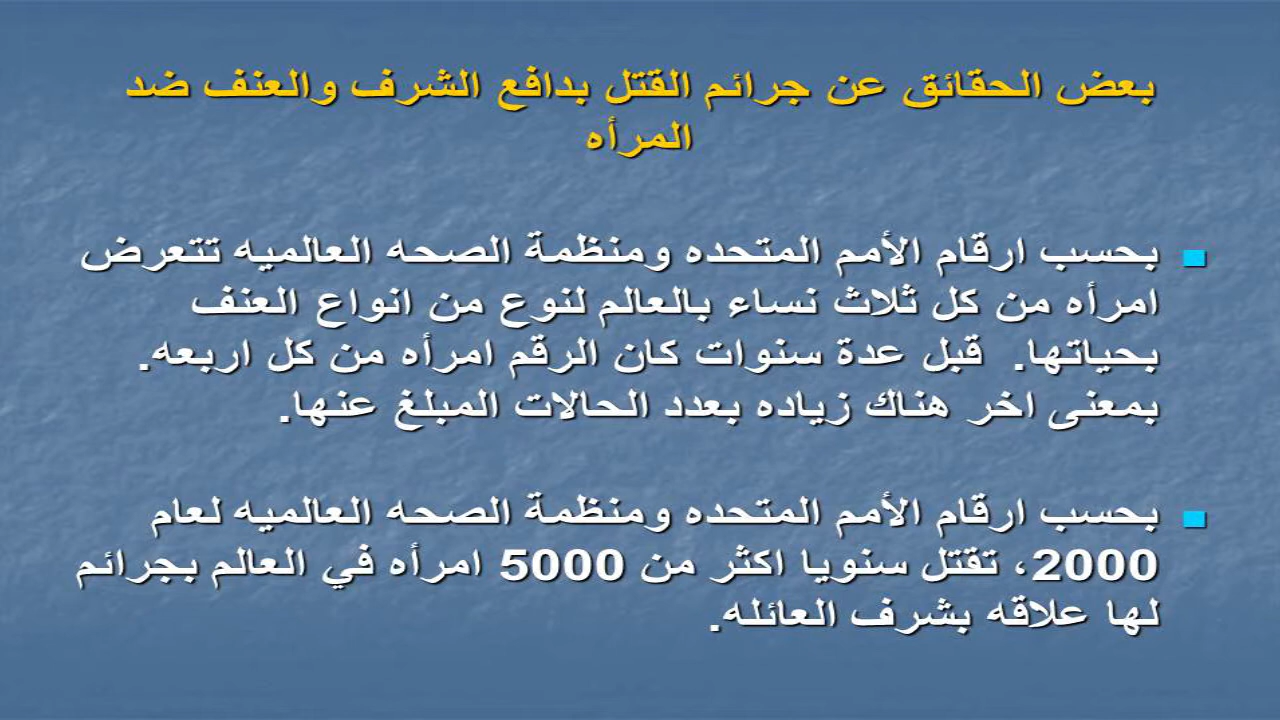 بعض الحقائق عن جرائم القتل بدافع الشرف والعنف ضد
المرأه
بحسب ارقام الأمم المتحده ومنظمة الصحه العالميه تتعرض
امرأه من كل ثلاث نساء بالعالم لنوع من انواع العنف
بحياتها. قبل عدة سنوات كان الرقم امرأه من كل اربعه.
بمعنى اخر هناك زياده بعدد الحالات المبلغ عنها.
بحسب ارقام الأمم المتحده ومنظمة الصحه العالميه لعام
2000، تقتل سنويا اكثر من 5000 امرأه في العالم بجرائم
لها علاقه بشرف العائله.